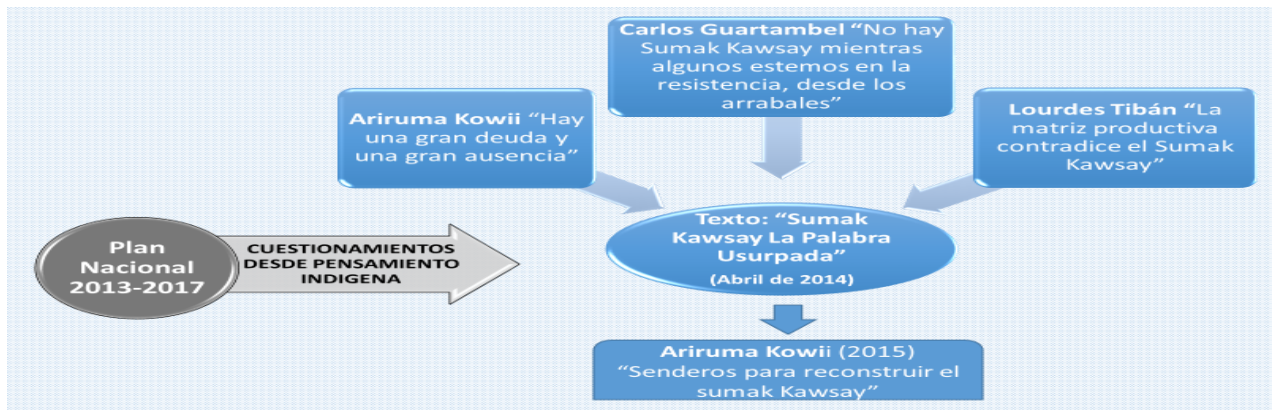 Carlos Guartambel “No hay
Sumak Kawsay mientras
algunos estemos en la
resistencia, desde los
arrabales”
Ariruma Kowii “Hay
una gran deuda y
una gran ausencia”
Lourdes Tibán “La
matriz productiva
contradice el Sumak
Kawsay”
Plan
Nacional
2013-2017
CUESTIONAMIENTOS
DESDE PENSAMIENTO
INDIGENA
Texto: “Sumak
Kawsay La Palabra
Usurpada”
(Abril de 2014)
Ariruma Kowii (2015)
“Senderos para reconstruir el
sumak Kawsay”